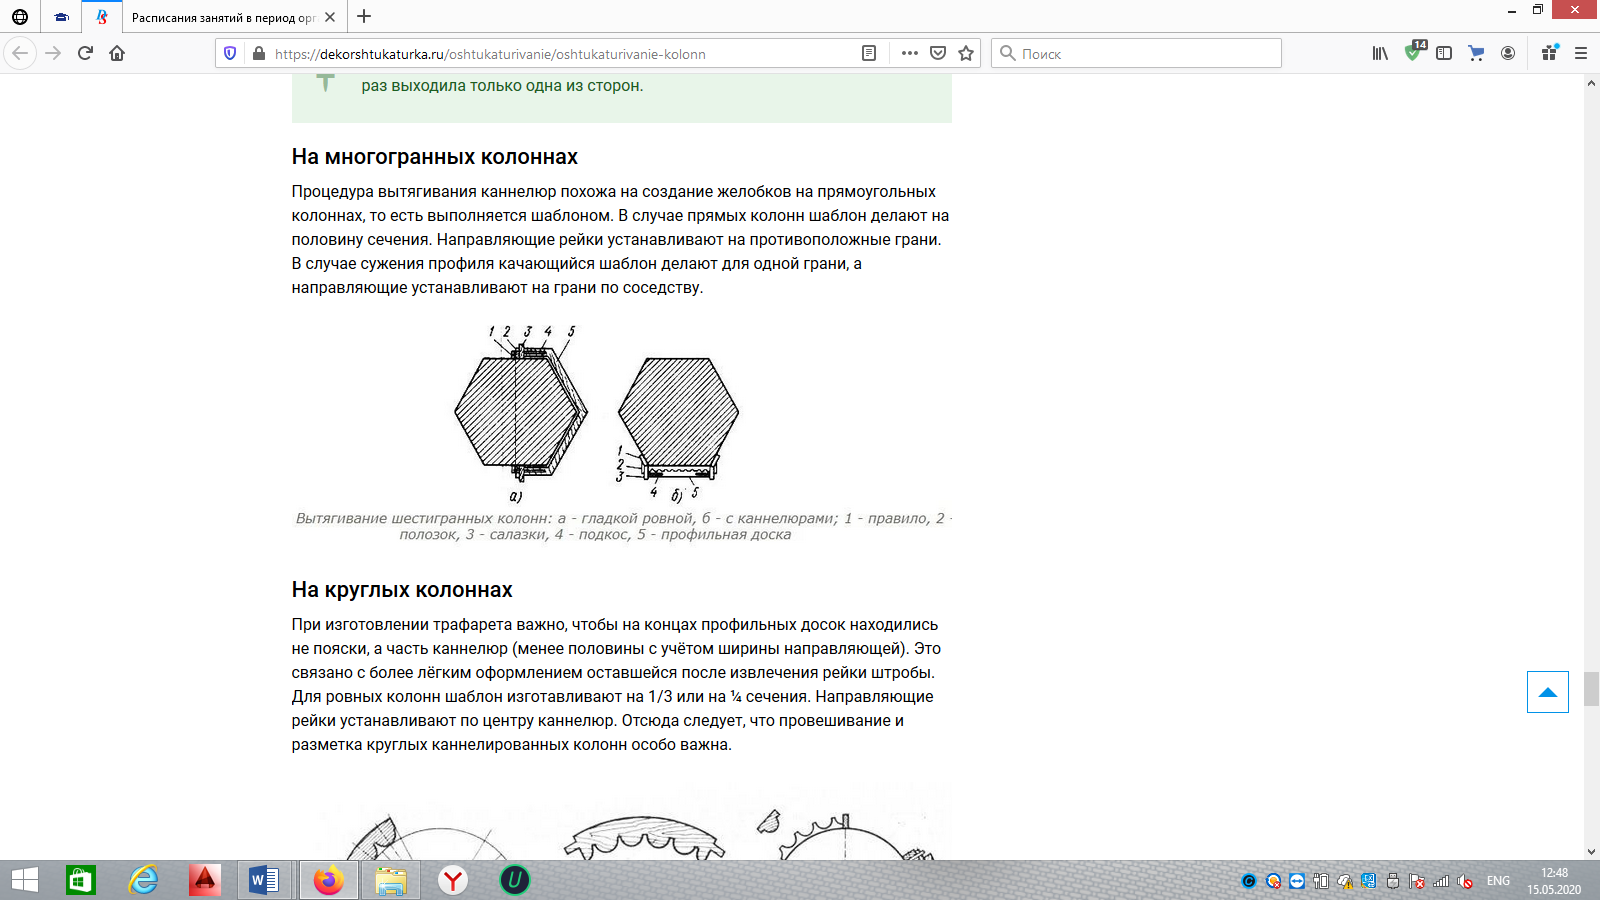 Расписания занятий в период орг
https://dekorshtukaturka.ru/oshtukaturivanie/oshtukaturivanie-kolonn
Поиск
14
раз выходила только одна из сторон.
На многогранных колоннах
Процедура вытягивания каннелюр похожа на создание желобков на прямоугольных
колоннах, то есть выполняется шаблоном. В случае прямых колонн шаблон делают на
половину сечения. Направляющие рейки устанавливают на противоположные грани.
В случае сужения профиля качающийся шаблон делают для одной грани, а
направляющие устанавливают на грани по соседству.
1 2 3 4 5
1
2
3
4 б) 5
а)
Вытягивание шестигранных колонн: а - гладкой ровной, б - с каннелюрами; 1 - правило, 2 -
полозок, 3 - салазки, 4 - подкос, 5 - профильная доска
На круглых колоннах
При изготовлении трафарета важно, чтобы на концах профильных досок находились
не пояски, а часть каннелюр (менее половины с учётом ширины направляющей). Это
связано с более лёгким оформлением оставшейся после извлечения рейки штробы.
Для ровных колонн шаблон изготавливают на 1/3 или на ¼ сечения. Направляющие
рейки устанавливают по центру каннелюр. Отсюда следует, что провешивание и
разметка круглых каннелированных колонн особо важна.
ENG
12:48
15.05.2020